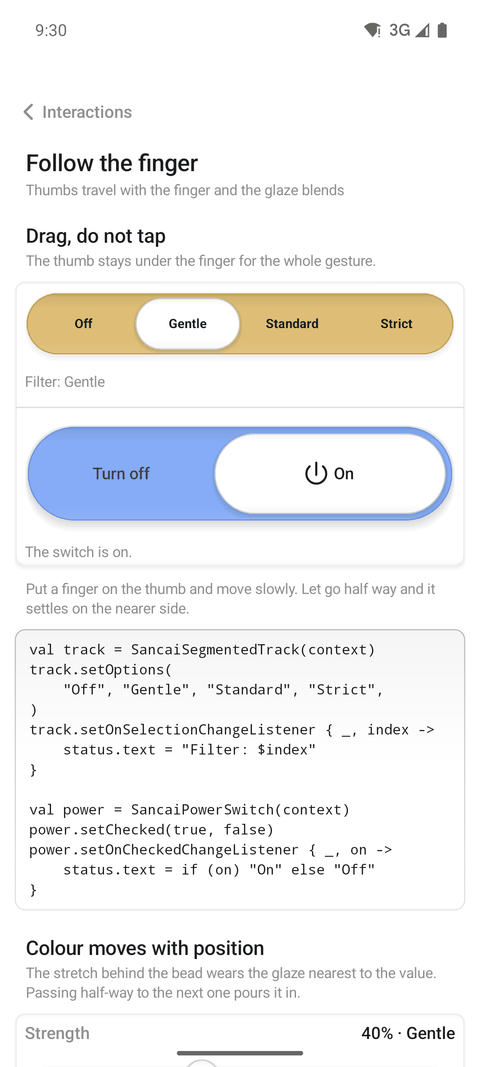 9:30
3G
Interactions
Follow the finger
Thumbs travel with the finger and the glaze blends
Drag, do not tap
The thumb stays under the finger for the whole gesture.
Off Gentle Standard Strict
Filter: Gentle
Turn off On
The switch is on.
Put a finger on the thumb and move slowly. Let go half way and it
settles on the nearer side.
val track = SancaiSegmentedTrack(context)
track.setOptions(
    "Off", "Gentle", "Standard", "Strict",
)
track.setOnSelectionChangeListener { _, index ->
    status.text = "Filter: $index"
}
val power = SancaiPowerSwitch(context)
power.setChecked(true, false)
power.setOnCheckedChangeListener { _, on ->
    status.text = if (on) "On" else "Off"
}
Colour moves with position
The stretch behind the bead wears the glaze nearest to the value.
Passing half-way to the next one pours it in.
Strength 40% · Gentle